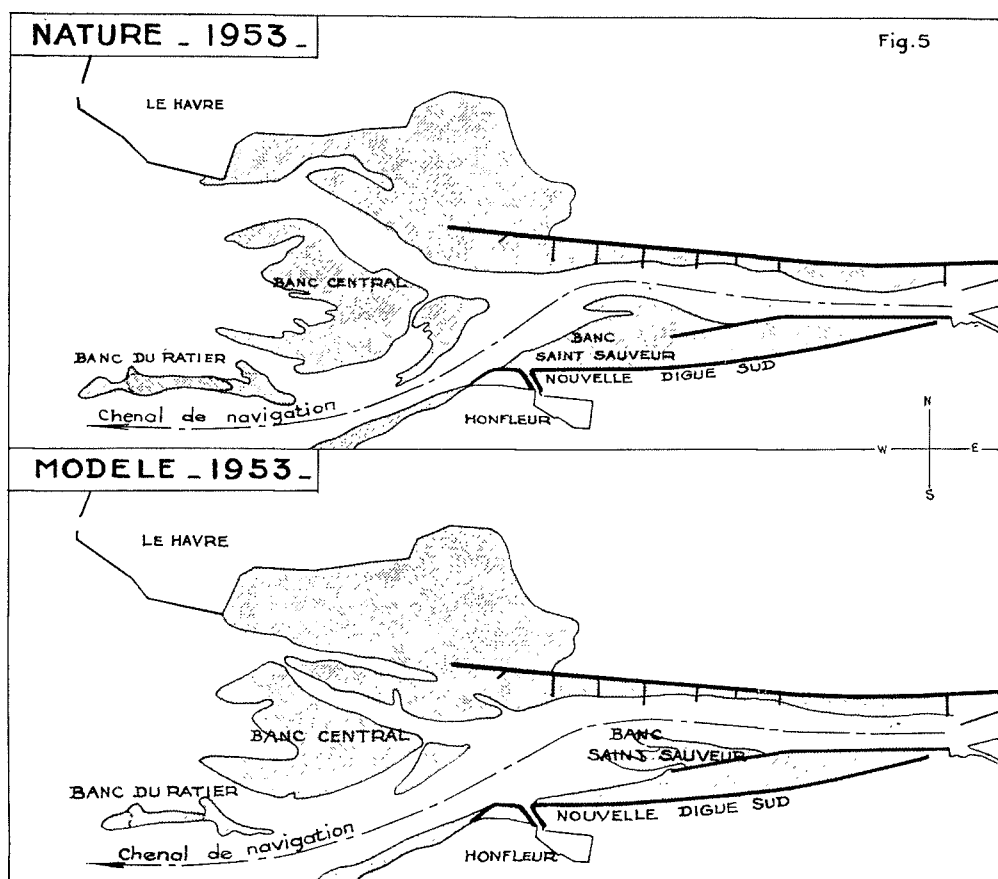 NATURE _ 1953 _
Fig.5
LE HAVRE
BANC CENTRAL
BANC
SAINT SAUVEUR
BANC DU RATIER
NOUVELLE DIGUE SUD
Chenal de navigation
HONFLEUR
N
W E
S
MODELE _ 1953 _
LE HAVRE
BANC CENTRAL
BANC
SAINT SAUVEUR
BANC DU RATIER
NOUVELLE DIGUE SUD
Chenal de navigation
HONFLEUR